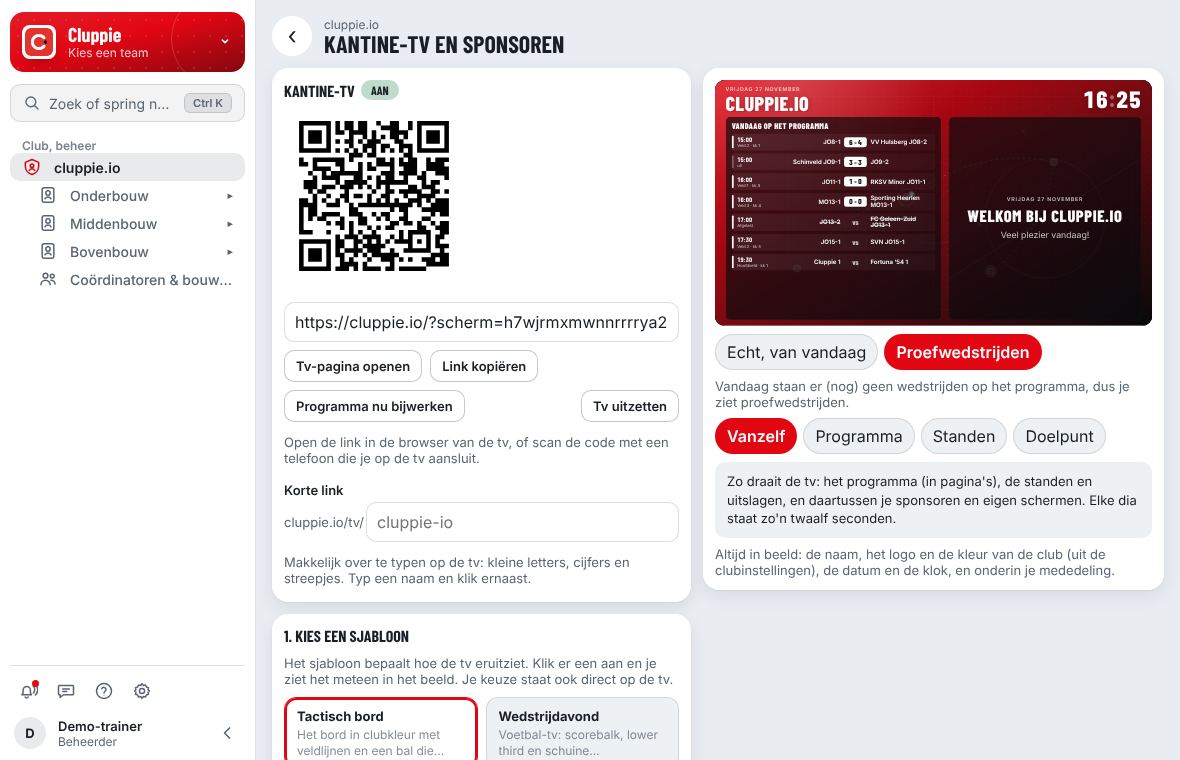 Cluppie
Kies een team
Zoek of spring n...
Ctrl K
Club, beheer
cluppie.io
Onderbouw
Middenbouw
Bovenbouw
Coördinatoren & bouw...
Demo-trainer
Beheerder
D
cluppie.io
KANTINE-TV EN SPONSOREN
KANTINE-TV AAN
https://cluppie.io/?scherm=h7wjrmxmwnnrrrrya2
Tv-pagina openen
Link kopiëren
Programma nu bijwerken
Tv uitzetten
Open de link in de browser van de tv, of scan de code met een
telefoon die je op de tv aansluit.
Korte link
cluppie.io/tv/ cluppie-io
Makkelijk over te typen op de tv: kleine letters, cijfers en
streepjes. Typ een naam en klik ernaast.
1. KIES EEN SJABLOON
Het sjabloon bepaalt hoe de tv eruitziet. Klik er een aan en je
ziet het meteen in het beeld. Je keuze staat ook direct op de tv.
Tactisch bord
Het bord in clubkleur met
veldlijnen en een bal die...
Wedstrijdavond
Voetbal-tv: scorebalk, lower
third en schuine...
VRIJDAG 27 NOVEMBER
CLUPPIE.IO
16:25
VANDAAG OP HET PROGRAMMA
15:00 JO8-1 6 - 4 VV Hulsberg JO8-2
15:00 Schinveld JO9-1 3 - 3 JO9-2
16:00 JO11-1 1 - 0 RKSV Minor JO11-1
16:00 MO13-1 0 - 0 Sporting Heerlen
MO13-1
17:00 JO13-2 vs FC Geleen-Zuid
Afgelast JO13-1
17:30 JO15-1 vs SVN JO15-1
19:30 Cluppie 1 vs Fortuna '54 1
VRIJDAG 27 NOVEMBER
WELKOM BIJ CLUPPIE.IO
Veel plezier vandaag!
Echt, van vandaag
Proefwedstrijden
Vandaag staan er (nog) geen wedstrijden op het programma, dus je
ziet proefwedstrijden.
Vanzelf
Programma
Standen
Doelpunt
Zo draait de tv: het programma (in pagina's), de standen en
uitslagen, en daartussen je sponsoren en eigen schermen. Elke dia
staat zo'n twaalf seconden.
Altijd in beeld: de naam, het logo en de kleur van de club (uit de
clubinstellingen), de datum en de klok, en onderin je mededeling.